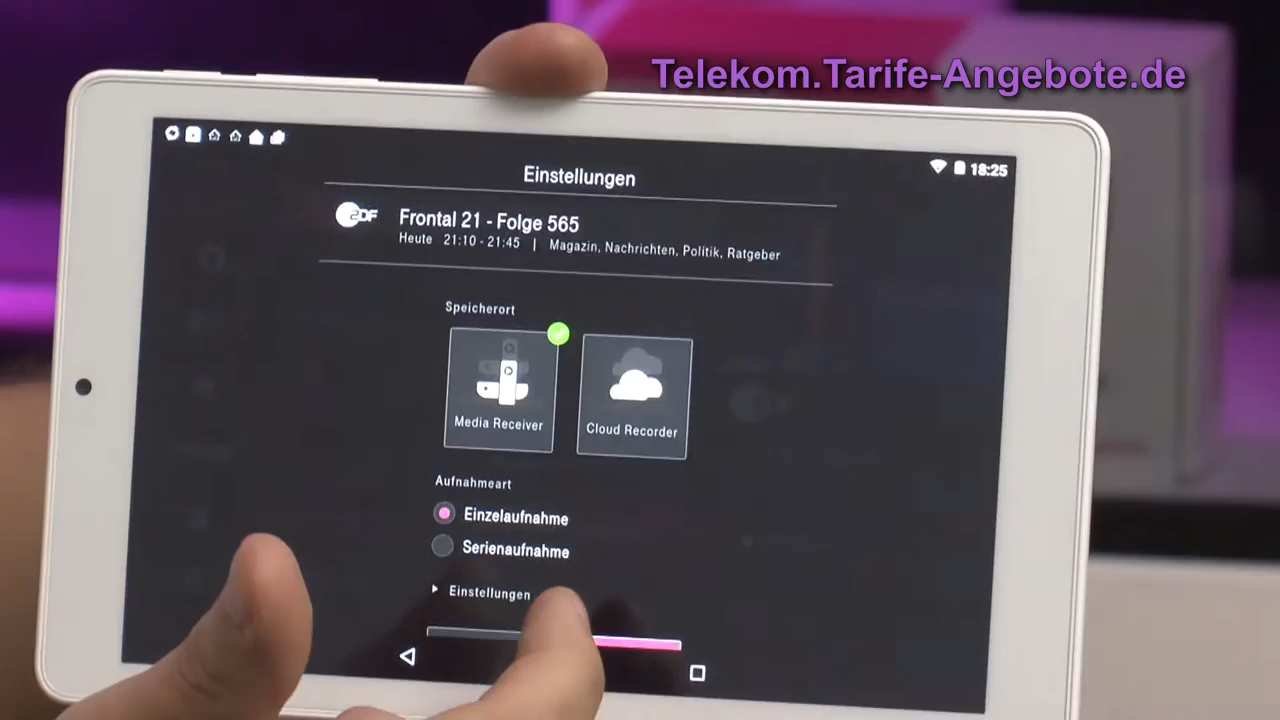 Telekom.Tarife-Angebote.de
18:25
Einstellungen
ZDF
Frontal 21 - Folge 565
Heute 21:10 - 21:45 | Magazin, Nachrichten, Politik, Ratgeber
Speicherort
Media Receiver
Cloud Recorder
Aufnahmeart
Einzelaufnahme
Serienaufnahme
Einstellungen